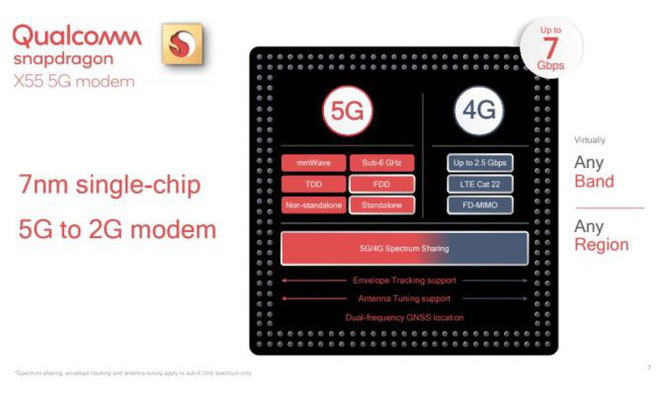 Qualcomm
snapdragon
X55 5G modem
7nm single-chip
5G to 2G modem
Up to
7
Gbps
5G
4G
mmWave
Sub-6 GHz
Up to 2.5 Gbps
TDD
FDD
LTE Cat 22
Non-standalone
Standalone
FD-MIMO
5G/4G Spectrum Sharing
Envelope Tracking support
Antenna Tuning support
Dual-frequency GNSS location
Virtually
Any
Band
Any
Region
*Spectrum sharing, envelope tracking and antenna tuning apply to sub-6 GHz spectrum only
7